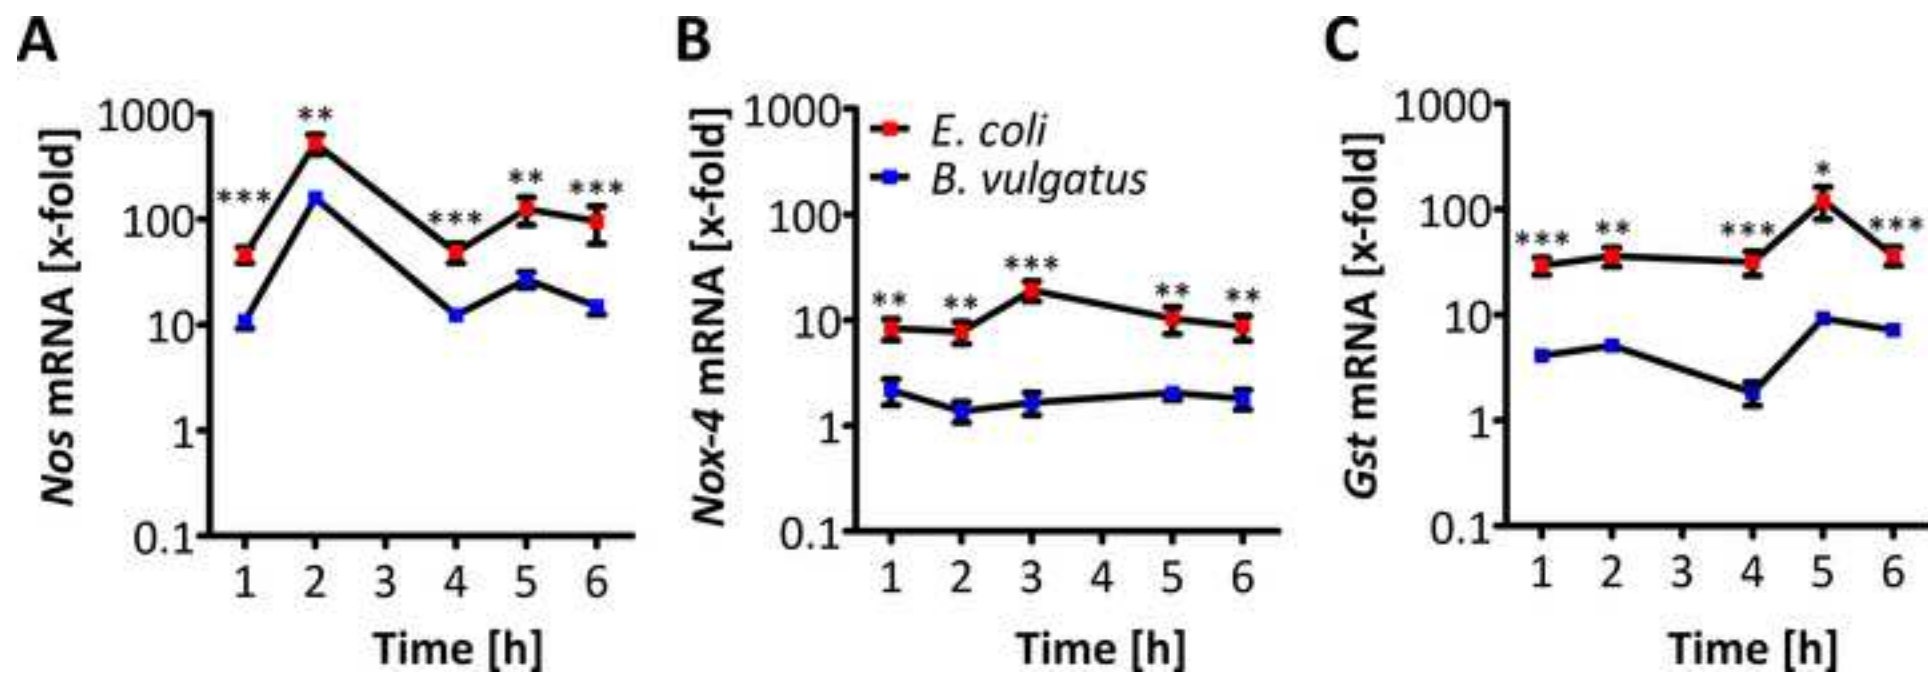 A
Nos mRNA [x-fold]
1000
100
10
1
0.1
***
**
***
**
***
1 2 3 4 5 6
Time [h]
B
Nox-4 mRNA [x-fold]
1000
100
10
1
0.1
E. coli
B. vulgatus
**
**
***
**
**
1 2 3 4 5 6
Time [h]
C
Gst mRNA [x-fold]
1000
100
10
1
0.1
***
**
***
*
***
1 2 3 4 5 6
Time [h]